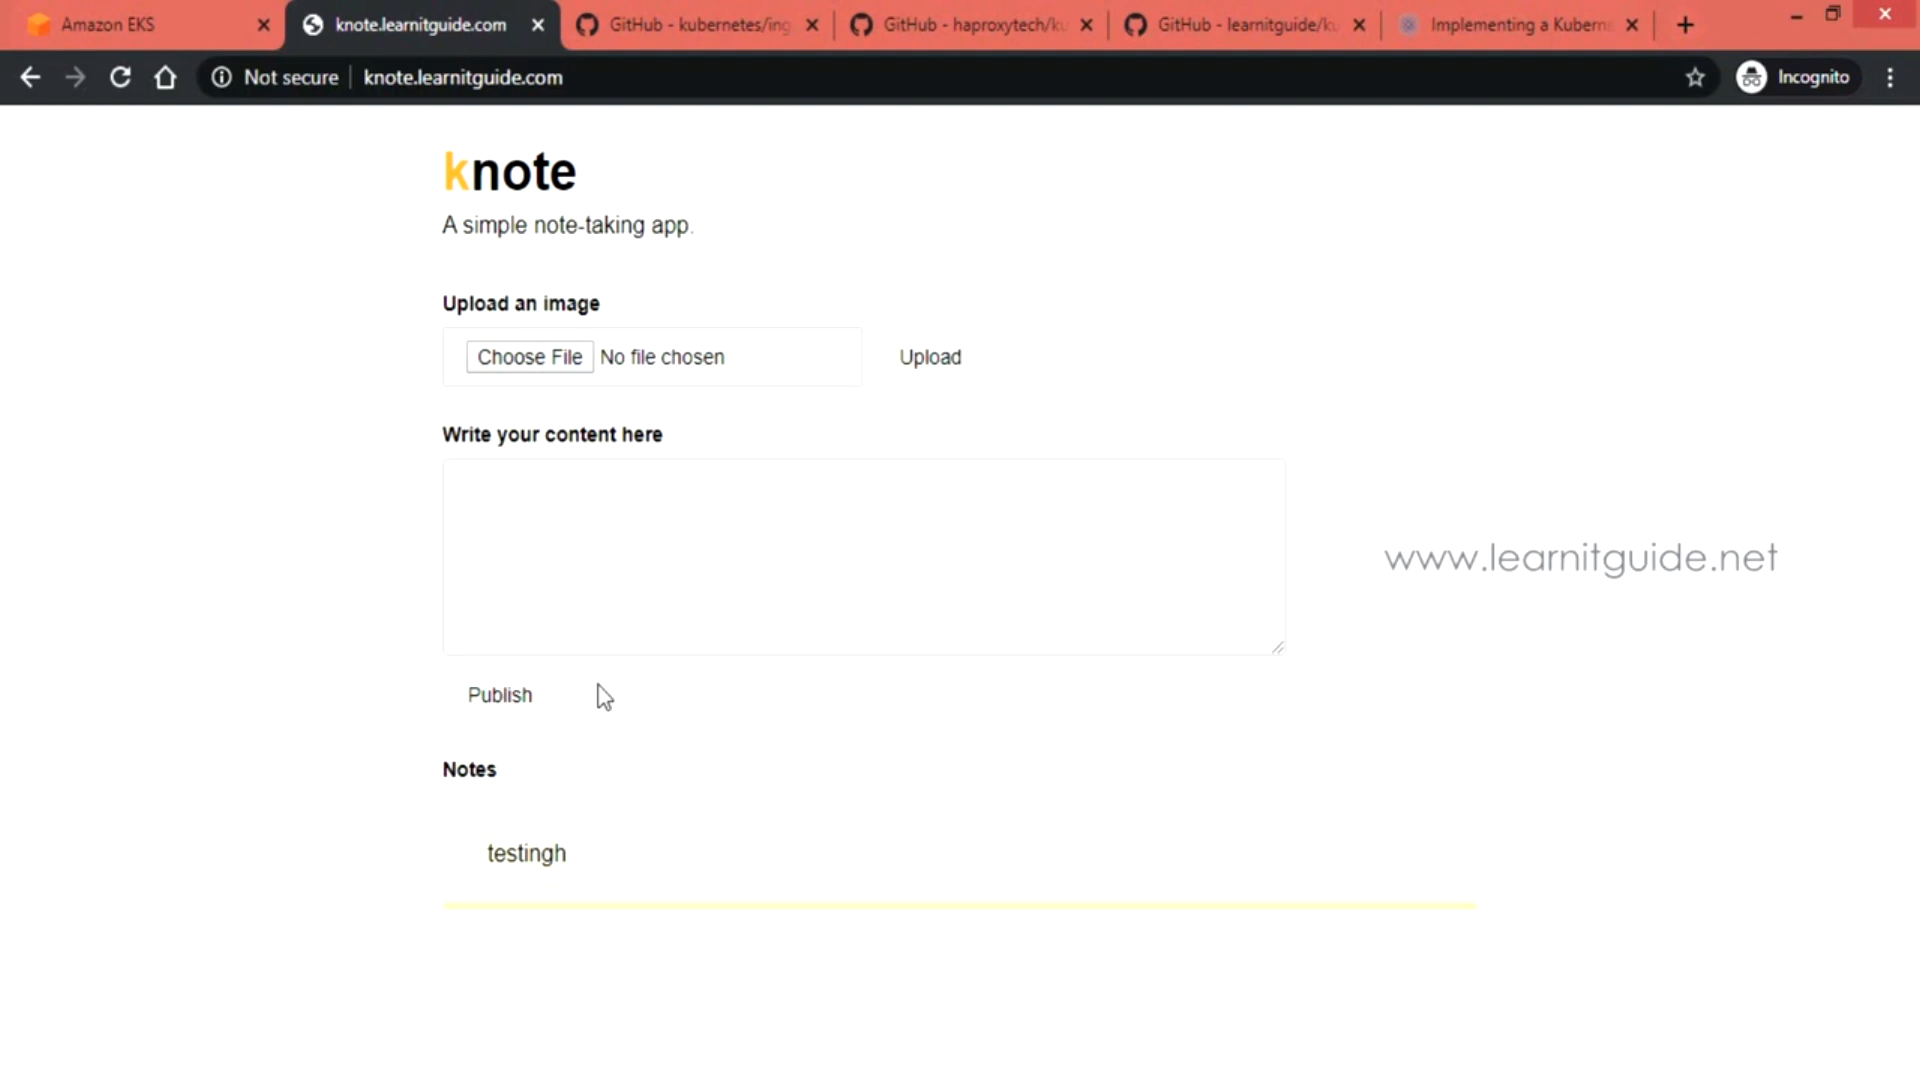 Amazon EKS
knote.learnitguide.com
GitHub - kubernetes/ing
GitHub - haproxytech/ku
GitHub - learnitguide/ku
Implementing a Kuberne
Not secure
knote.learnitguide.com
Incognito
knote
A simple note-taking app.
Upload an image
Choose File No file chosen
Upload
Write your content here
www.learnitguide.net
Publish
Notes
testingh